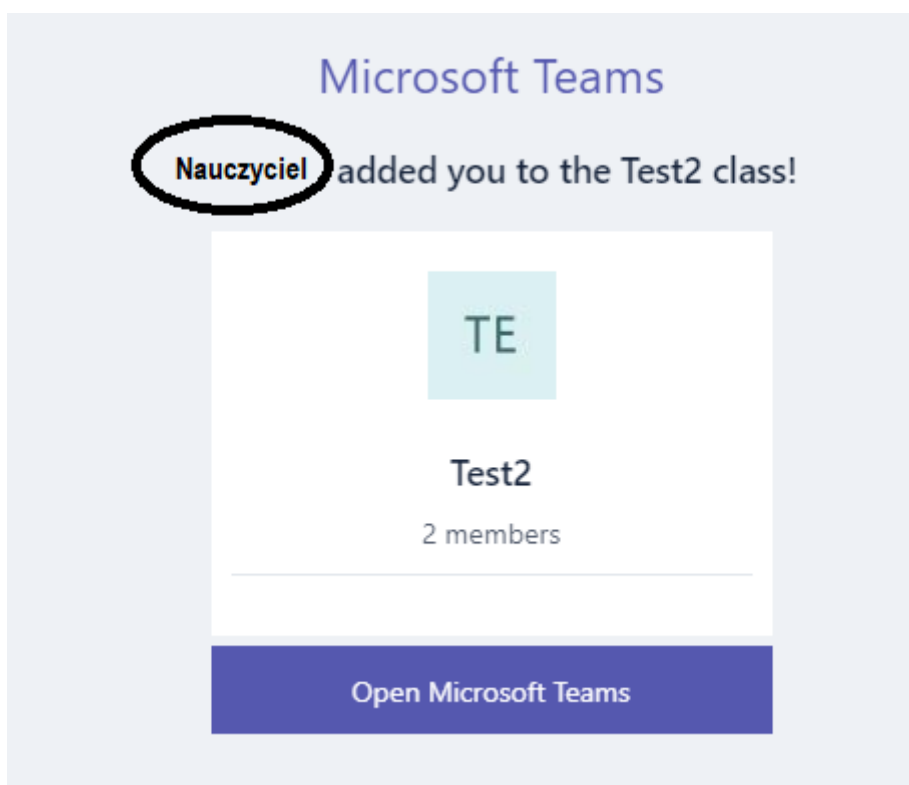 Microsoft Teams
Nauczyciel added you to the Test2 class!
TE
Test2
2 members
Open Microsoft Teams